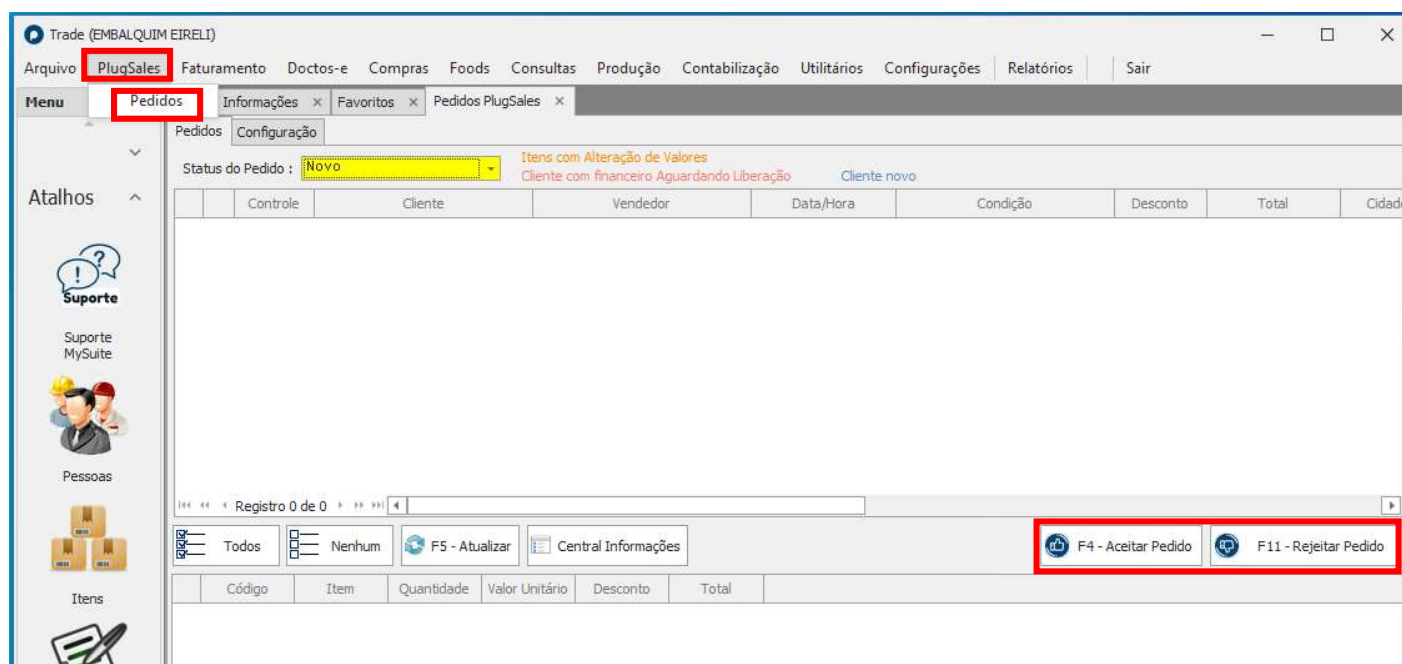 Trade (EMBALQUIM EIRELI)
Arquivo PlugSales Faturamento Doctos-e Compras Foods Consultas Produção Contabilização Utilitários Configurações Relatórios Sair
Menu Pedidos Informações × Favoritos × Pedidos PlugSales ×
Pedidos Configuração
Status do Pedido : Novo
Itens com Alteração de Valores
Cliente com financeiro Aguardando Liberação Cliente novo
Atalhos
Controle Cliente Vendedor Data/Hora Condição Desconto Total Cidad
Suporte
Suporte
MySuite
Pessoas
Registro 0 de 0
Todos Nenhum F5 - Atualizar Central Informações F4 - Aceitar Pedido F11 - Rejeitar Pedido
Código Item Quantidade Valor Unitário Desconto Total
Itens